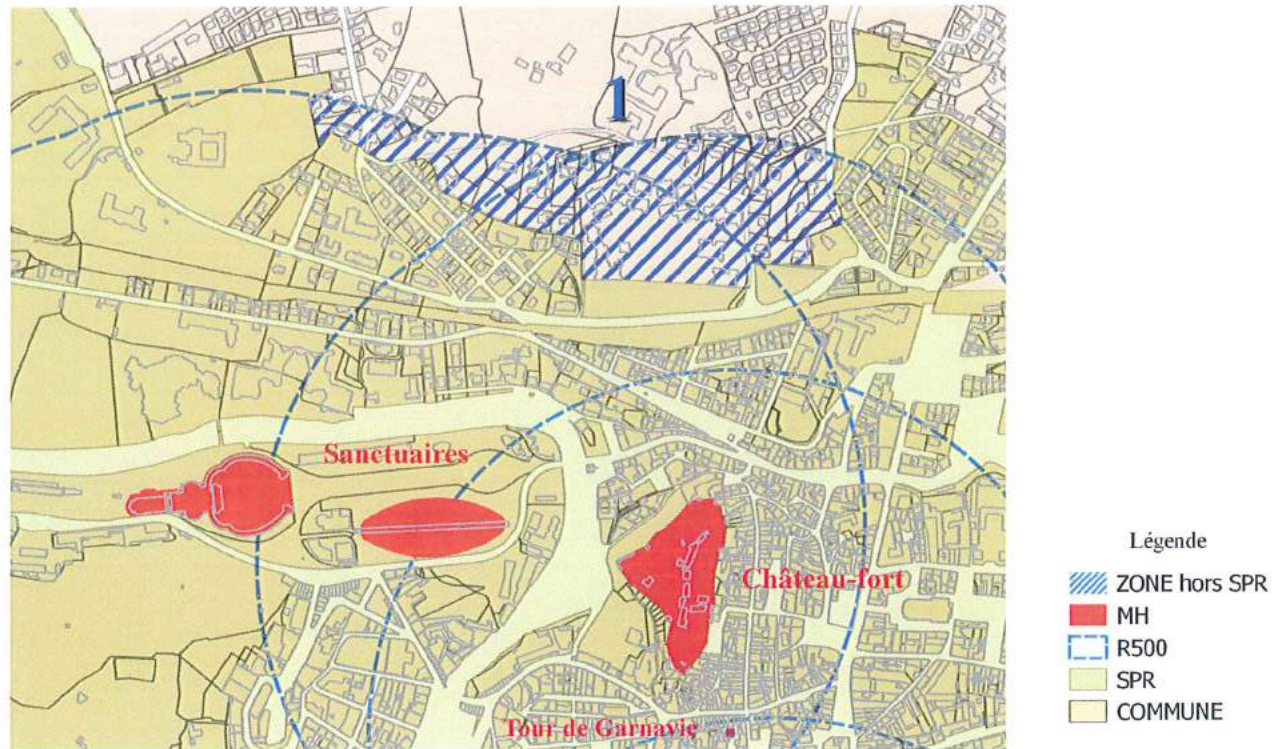 1
Sanctuaires
Château-fort
Tour de Garnavie
Légende
ZONE hors SPR
MH
R500
SPR
COMMUNE